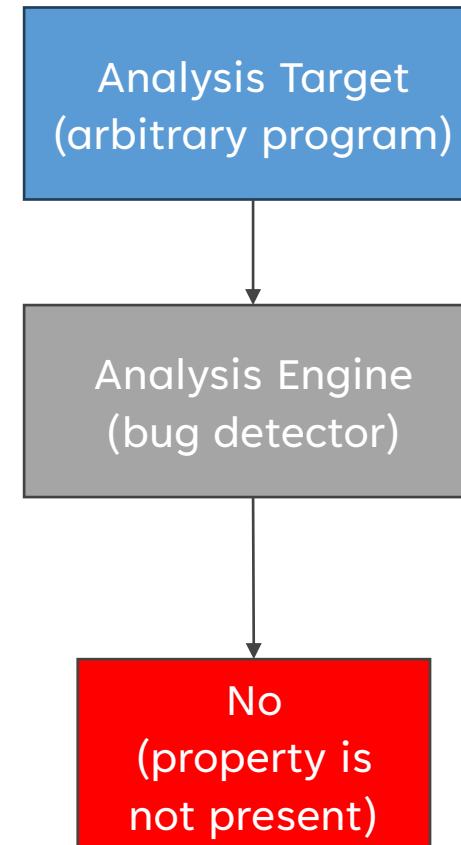 Analysis Target
(arbitrary program)
Analysis Engine
(bug detector)
No
(property is
not present)